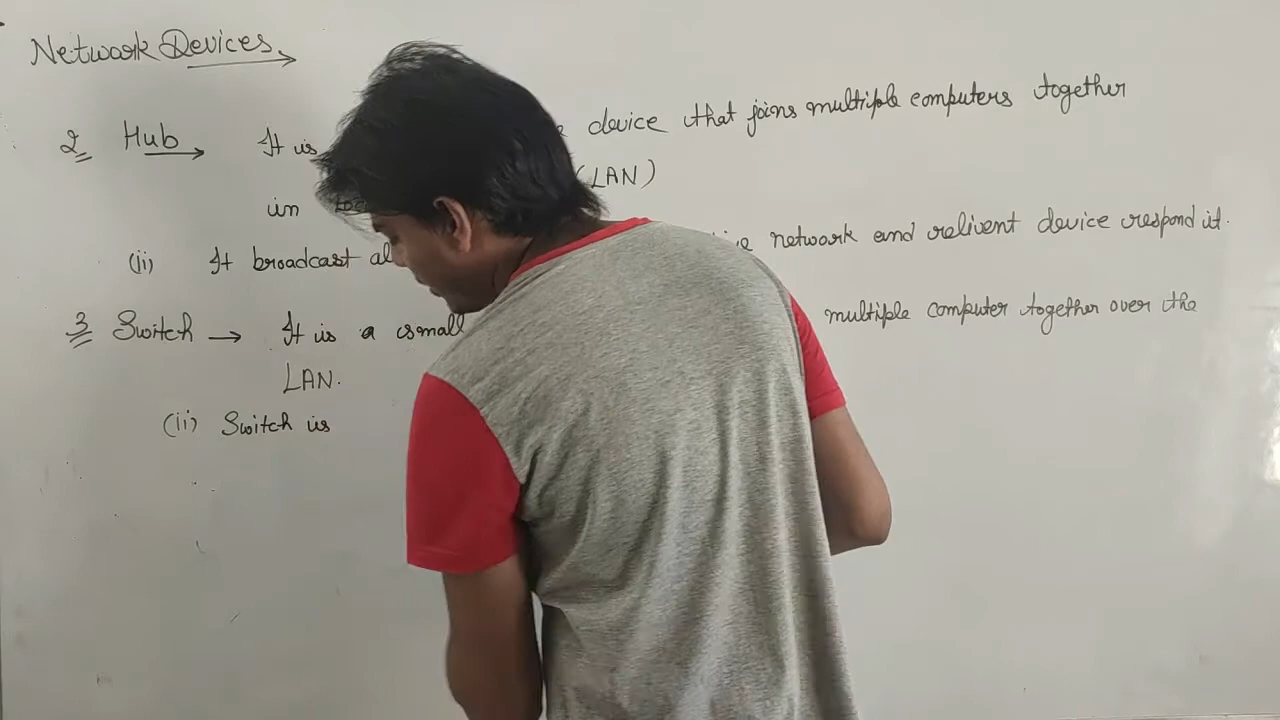 Network Devices
2 Hub It is device that joins multiple computers together
in (LAN)
(ii) It broadcast network and relivent device respond it.
3 Switch → It is a small multiple computer together over the
LAN.
(ii) Switch is